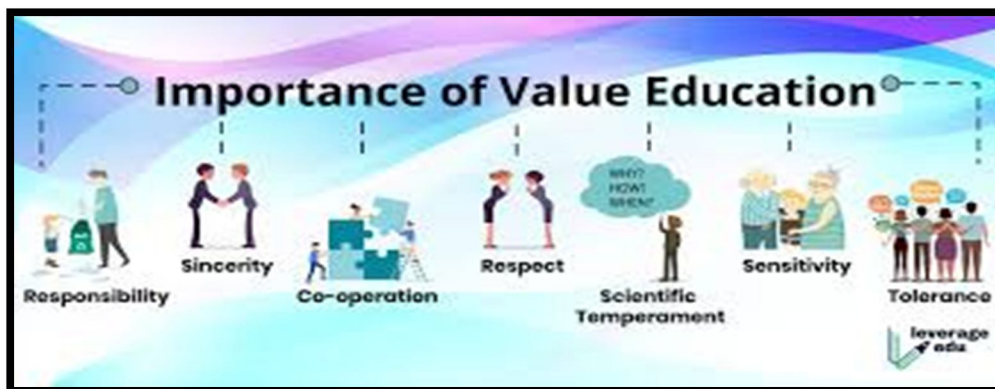 Importance of Value Education
WHY?
HOW?
WHEN?
Sincerity
Respect
Sensitivity
Responsibility
Co-operation
Scientific
Temperament
Tolerance
leverage
edu